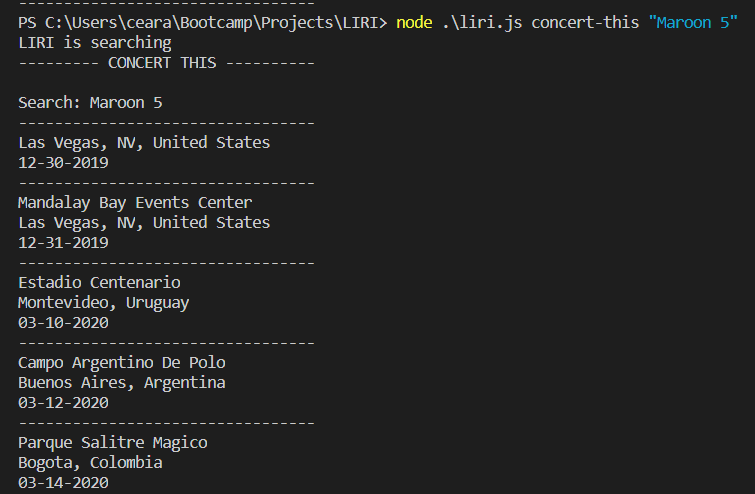 ---------------------------------
PS C:\Users\ceara\Bootcamp\Projects\LIRI> node .\liri.js concert-this "Maroon 5"
LIRI is searching
--------- CONCERT THIS ----------
Search: Maroon 5
---------------------------------
Las Vegas, NV, United States
12-30-2019
---------------------------------
Mandalay Bay Events Center
Las Vegas, NV, United States
12-31-2019
---------------------------------
Estadio Centenario
Montevideo, Uruguay
03-10-2020
---------------------------------
Campo Argentino De Polo
Buenos Aires, Argentina
03-12-2020
---------------------------------
Parque Salitre Magico
Bogota, Colombia
03-14-2020